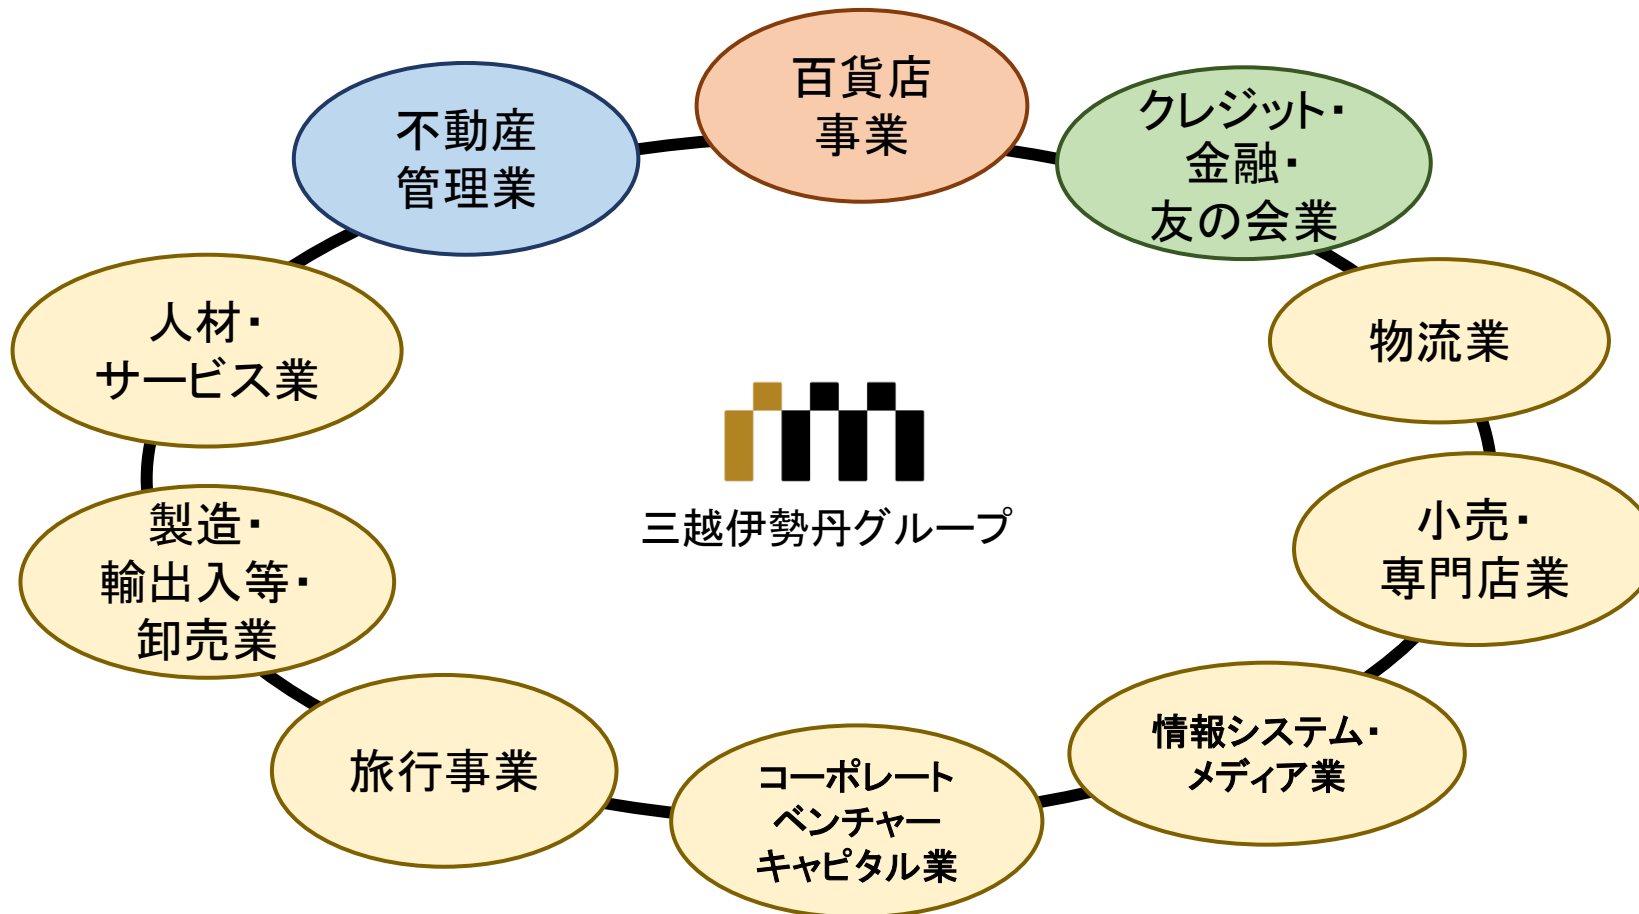 百貨店
事業
クレジット・
金融・
友の会業
物流業
小売・
専門店業
情報システム・
メディア業
コーポレート
ベンチャー
キャピタル業
旅行事業
製造・
輸出入等・
卸売業
人材・
サービス業
不動産
管理業
三越伊勢丹グループ